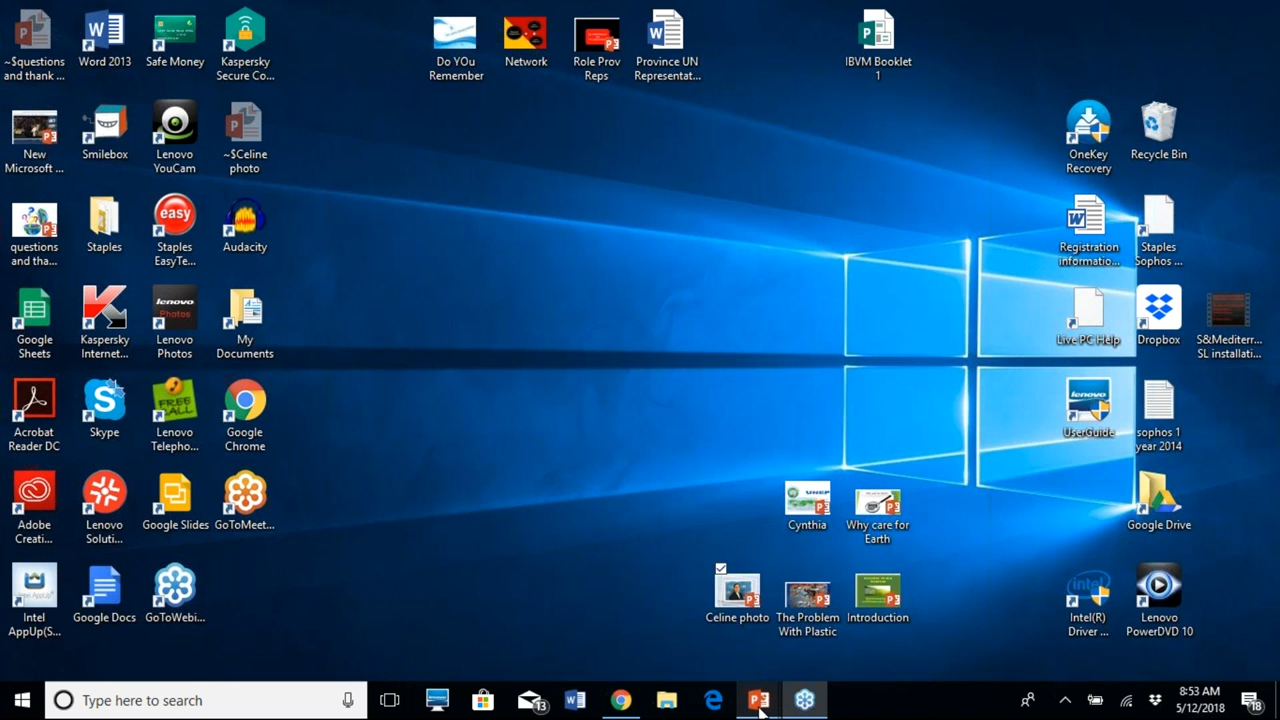 ~$questions
and thank ...
Word 2013
Safe Money
Kaspersky
Secure Co...
Do YOu
Remember
Network
Role Prov
Reps
Province UN
Representat...
IBVM Booklet
1
New
Microsoft ...
Smilebox
Lenovo
YouCam
~$Celine
photo
OneKey
Recovery
Recycle Bin
questions
and tha...
Staples
easy
Staples
EasyTe...
Audacity
Registration
informatio...
Staples
Sophos ...
Google
Sheets
Kaspersky
Internet...
lenovo
Photos
Lenovo
Photos
My
Documents
Live PC Help
Dropbox
S&Mediterr...
SL installati...
Acrobat
Reader DC
Skype
FREE
CALL
Lenovo
Telepho...
Google
Chrome
lenovo
UserGuide
sophos 1
year 2014
Adobe
Creati...
Lenovo
Soluti...
Google Slides
GoToMeet...
UNEP
Cynthia
Why care for
Earth
Google Drive
Intel
AppUp(S...
Google Docs
GoToWebi...
Celine photo
The Problem
With Plastic
Introduction
intel
Intel(R)
Driver ...
Lenovo
PowerDVD 10
Type here to search
13
8:53 AM
5/12/2018
18